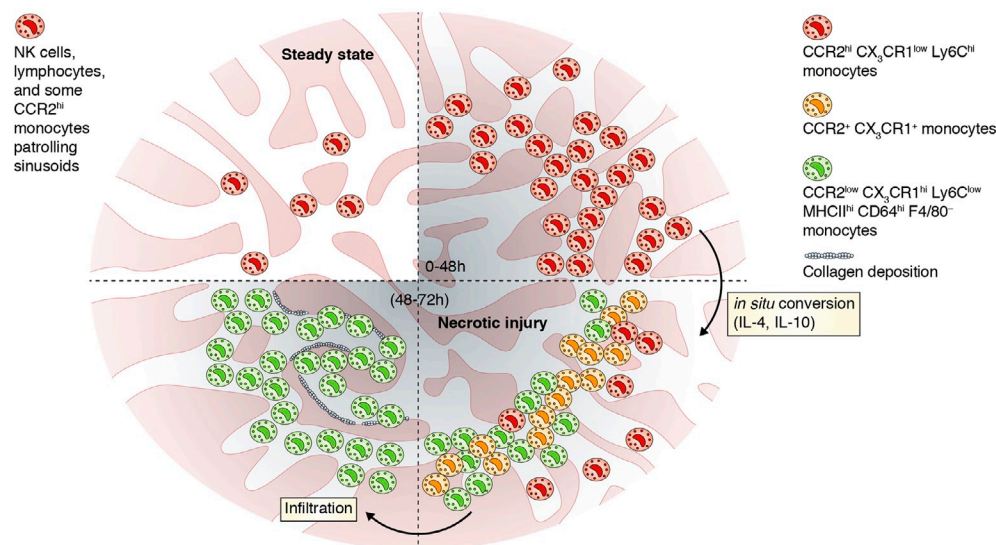 NK cells,
lymphocytes,
and some
CCR2ʰⁱ
monocytes
patrolling
sinusoids
Steady state
0-48h
(48-72h)
Necrotic injury
Infiltration
CCR2ʰⁱ CX₃CR1ˡᵒʷ Ly6Cʰⁱ
monocytes
CCR2⁺ CX₃CR1⁺ monocytes
CCR2ˡᵒʷ CX₃CR1ʰⁱ Ly6Cˡᵒʷ
MHCIIʰⁱ CD64ʰⁱ F4/80⁻
monocytes
Collagen deposition
in situ conversion
(IL-4, IL-10)